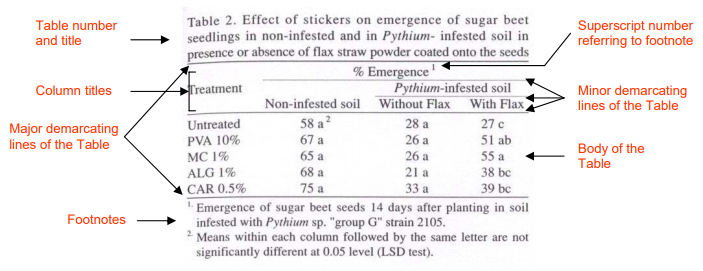 Table number
and title
Table 2. Effect of stickers on emergence of sugar beet
seedlings in non-infested and in Pythium- infested soil in
presence or absence of flax straw powder coated onto the seeds
Superscript number
referring to footnote
% Emergence 1
Column titles
Treatment
Pythium-infested soil
Non-infested soil Without Flax With Flax
Minor demarcating
lines of the Table
Major demarcating
lines of the Table
Untreated 58 a 2 28 a 27 c
PVA 10% 67 a 26 a 51 ab
MC 1% 65 a 26 a 55 a
ALG 1% 68 a 21 a 38 bc
CAR 0.5% 75 a 33 a 39 bc
Body of the
Table
Footnotes
1. Emergence of sugar beet seeds 14 days after planting in soil
infested with Pythium sp. "group G" strain 2105.
2. Means within each column followed by the same letter are not
significantly different at 0.05 level (LSD test).